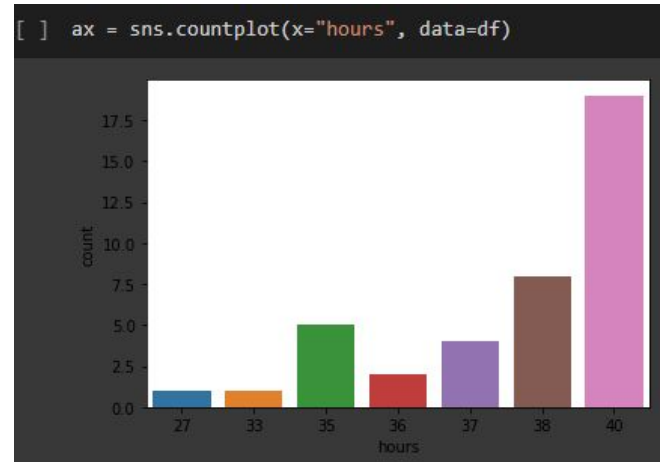 [ ] ax = sns.countplot(x="hours", data=df)
17.5
15.0
12.5
10.0
7.5
5.0
2.5
0.0
count
27 33 35 36 37 38 40
hours